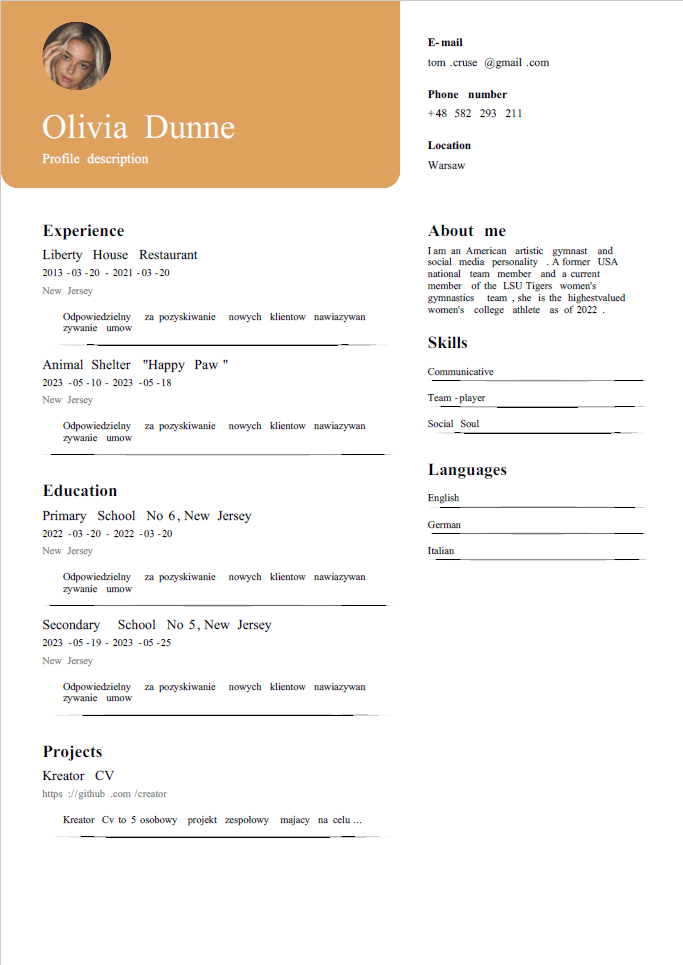 Olivia Dunne
Profile description
E-mail
tom .cruse @gmail .com
Phone number
+48 582 293 211
Location
Warsaw
Experience
Liberty House Restaurant
2013 -03 -20 - 2021 -03 -20
New Jersey
Odpowiedzielny za pozyskiwanie nowych klientow nawiazywan
zywanie umow
Animal Shelter "Happy Paw "
2023 -05 -10 - 2023 -05 -18
New Jersey
Odpowiedzielny za pozyskiwanie nowych klientow nawiazywan
zywanie umow
Education
Primary School No 6 , New Jersey
2022 -03 -20 - 2022 -03 -20
New Jersey
Odpowiedzielny za pozyskiwanie nowych klientow nawiazywan
zywanie umow
Secondary School No 5 , New Jersey
2023 -05 -19 - 2023 -05 -25
New Jersey
Odpowiedzielny za pozyskiwanie nowych klientow nawiazywan
zywanie umow
Projects
Kreator CV
https ://github .com /creator
Kreator Cv to 5 osobowy projekt zespołowy majacy na celu ...
About me
I am an American artistic gymnast and
social media personality . A former USA
national team member and a current
member of the LSU Tigers women's
gymnastics team , she is the highestvalued
women's college athlete as of 2022 .
Skills
Communicative
Team -player
Social Soul
Languages
English
German
Italian